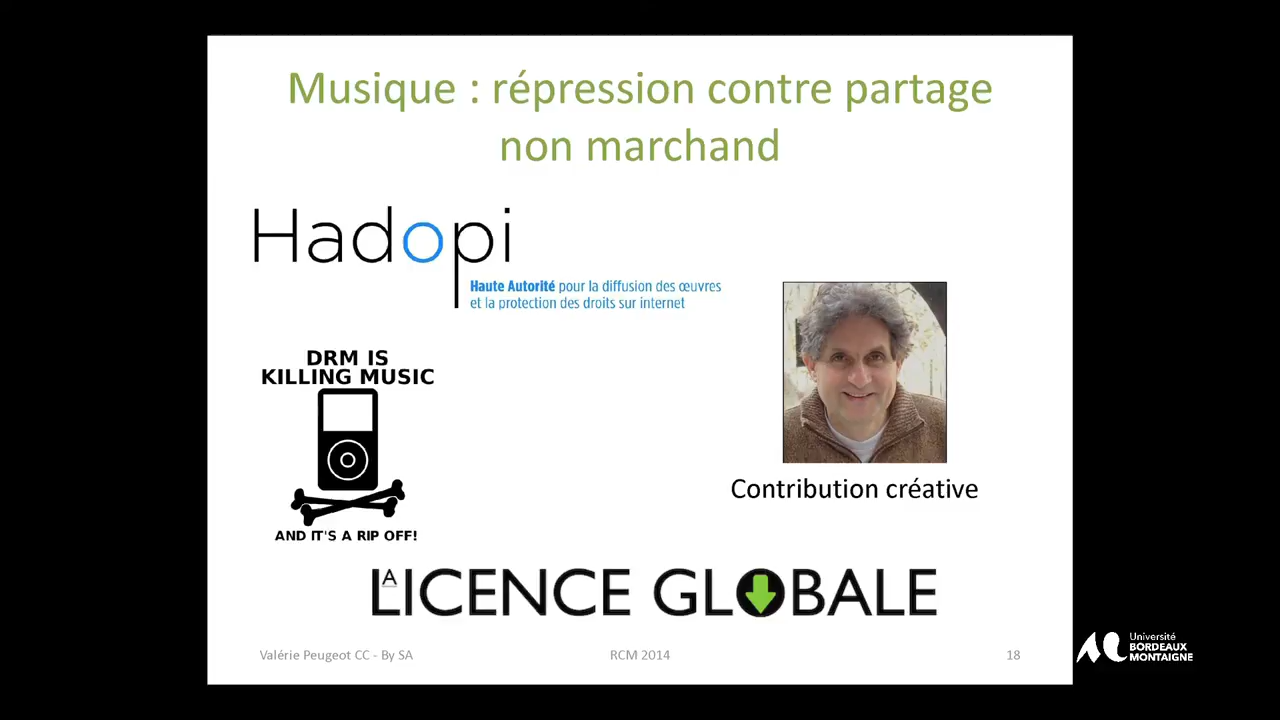 Musique : répression contre partage
non marchand
Hadopi
Haute Autorité pour la diffusion des œuvres
et la protection des droits sur internet
DRM IS
KILLING MUSIC
AND IT'S A RIP OFF!
Contribution créative
LA LICENCE GLOBALE
Valérie Peugeot CC - By SA
RCM 2014
18
Université
BORDEAUX
MONTAIGNE